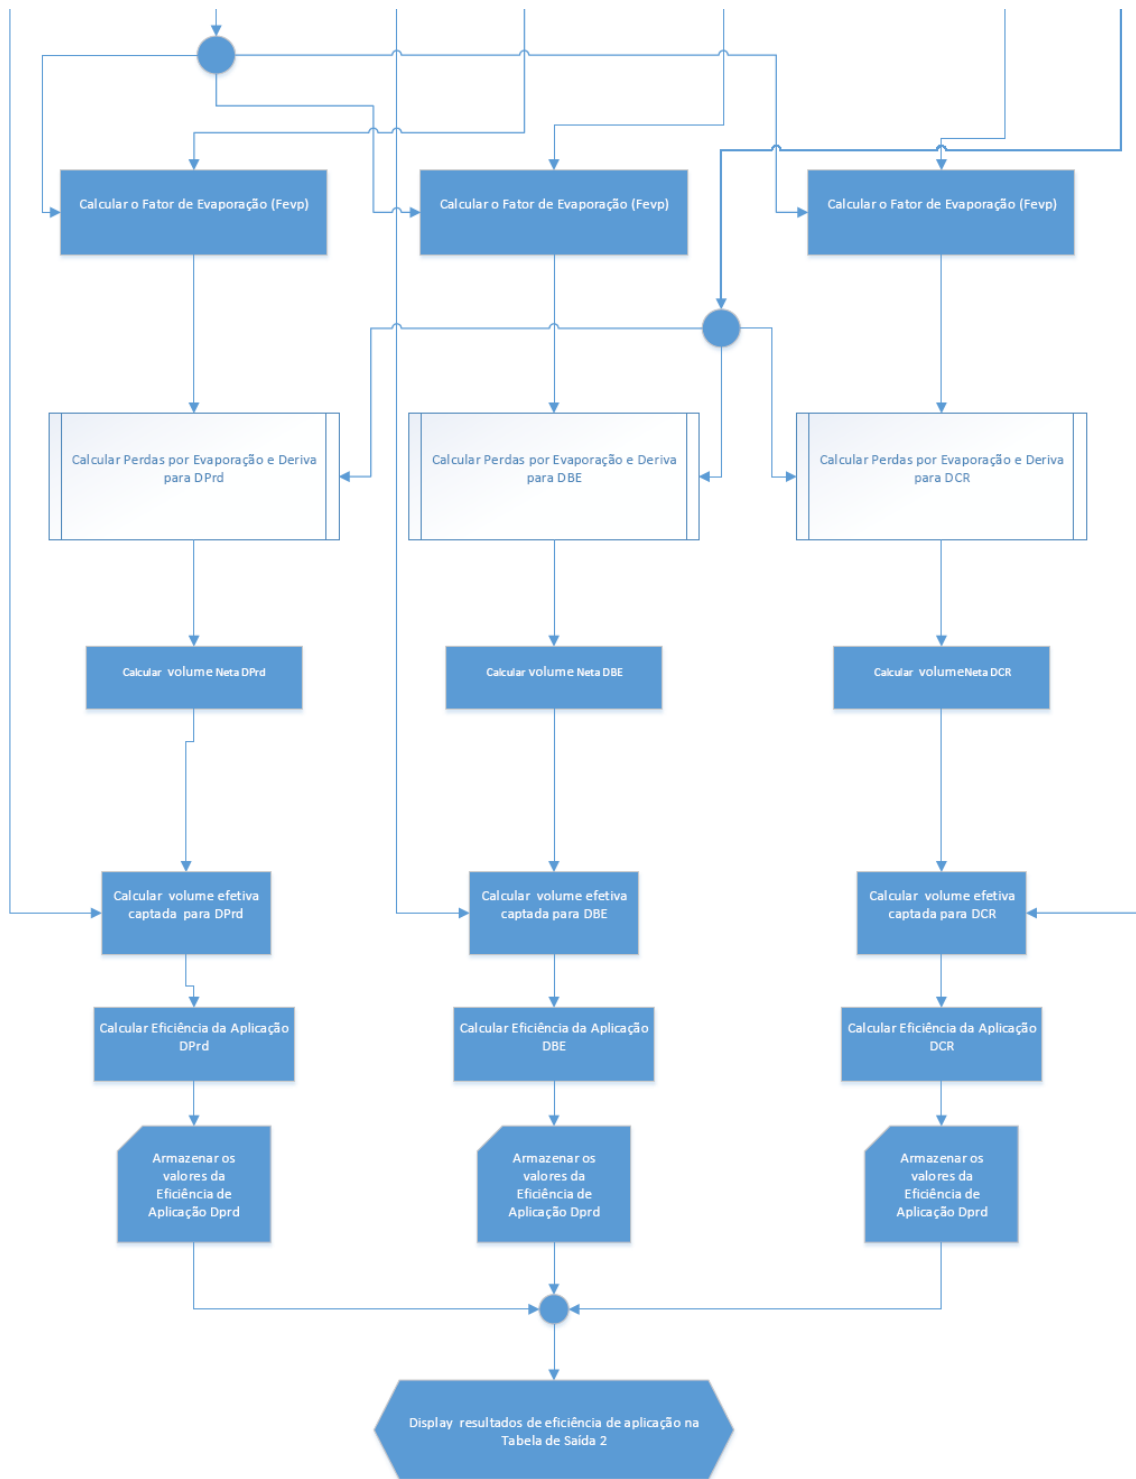 Calcular o Fator de Evaporação (Fevp)
Calcular o Fator de Evaporação (Fevp)
Calcular o Fator de Evaporação (Fevp)
Calcular Perdas por Evaporação e Deriva
para DPrd
Calcular Perdas por Evaporação e Deriva
para DBE
Calcular Perdas por Evaporação e Deriva
para DCR
Calcular volume Neta DPrd
Calcular volume Neta DBE
Calcular volumeNeta DCR
Calcular volume efetiva
captada para DPrd
Calcular volume efetiva
captada para DBE
Calcular volume efetiva
captada para DCR
Calcular Eficiência da Aplicação
DPrd
Calcular Eficiência da Aplicação
DBE
Calcular Eficiência da Aplicação
DCR
Armazenar os
valores da
Eficiência de
Aplicação Dprd
Armazenar os
valores da
Eficiência de
Aplicação Dprd
Armazenar os
valores da
Eficiência de
Aplicação Dprd
Display resultados de eficiência de aplicação na
Tabela de Saída 2